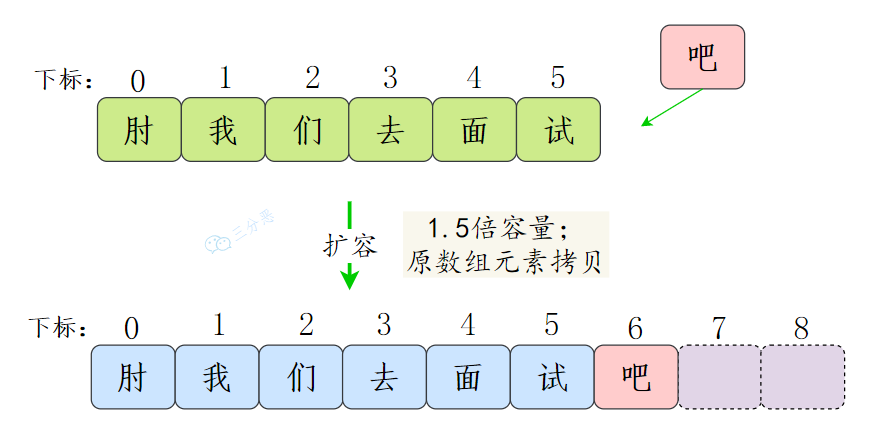 吧
下标: 0 1 2 3 4 5
肘 我 们 去 面 试
三分恶
扩容
1.5倍容量;
原数组元素拷贝
下标: 0 1 2 3 4 5 6 7 8
肘 我 们 去 面 试 吧